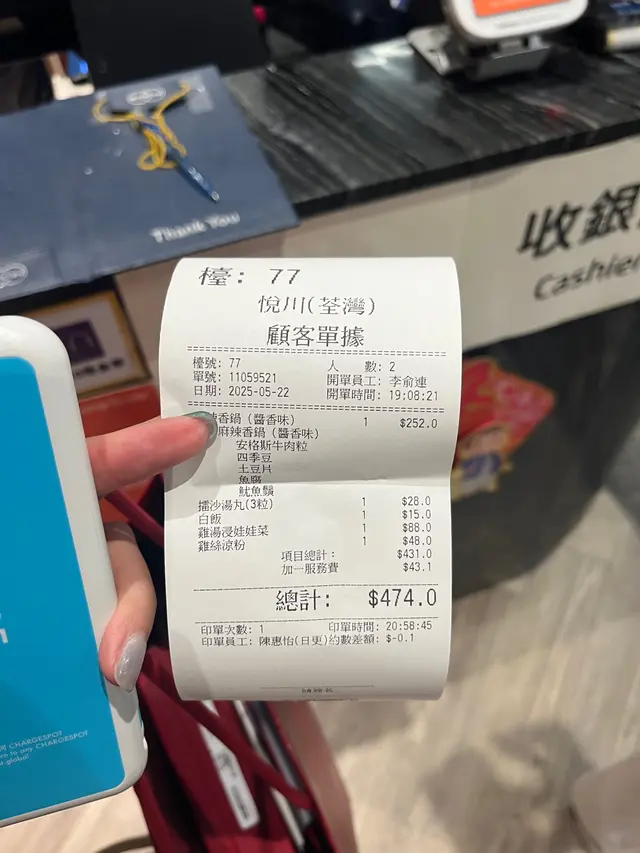 Thank You
收銀
Cashier
檯: 77
悅川(荃灣)
顧客單據
檯號: 77 人 數: 2
單號: 11059521 開單員工: 李俞連
日期: 2025-05-22 開單時間: 19:08:21
香鍋(醬香味) 1 $252.0
麻辣香鍋(醬香味)
安格斯牛肉粒
四季豆
土豆片
魚腐
魷魚鬚
擂沙湯丸(3粒) 1 $28.0
白飯 1 $15.0
雞湯浸娃娃菜 1 $88.0
雞絲涼粉 1 $48.0
項目總計: $431.0
加一服務費 $43.1
總計: $474.0
印單次數: 1 印單時間: 20:58:45
印單員工: 陳惠怡(日更)約數差額: $-0.1
CHARGESPOT
to any CHARGESPOT